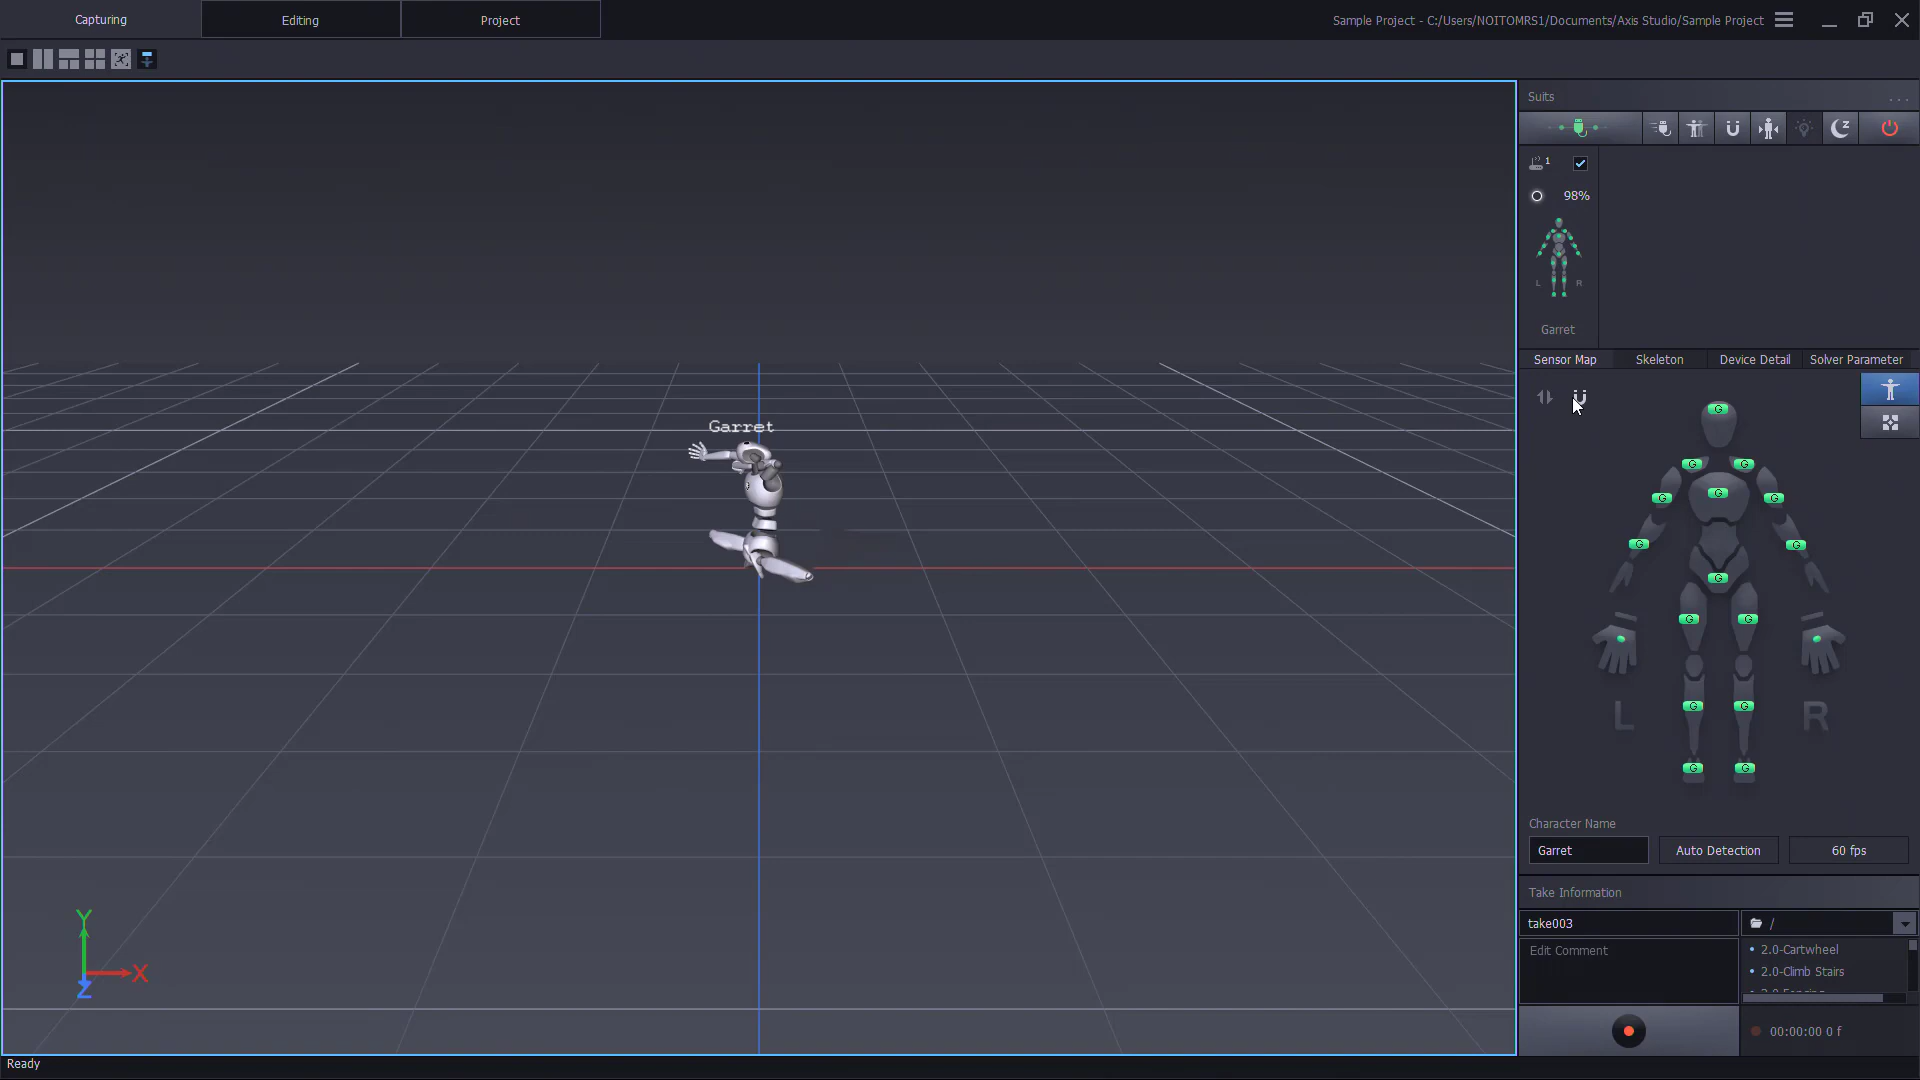 Capturing
Editing
Project
Sample Project - C:/Users/NOITOMRS1/Documents/Axis Studio/Sample Project
Suits
...
1
98%
L R
Garret
Sensor Map
Skeleton
Device Detail
Solver Parameter
Garret
G
G G
G
G G
G G
G
G G
L R
G G
G G
Character Name
Garret
Auto Detection
60 fps
Take Information
take003
/
Edit Comment
2.0-Cartwheel
2.0-Climb Stairs
Y
X
Z
00:00:00 0 f
Ready